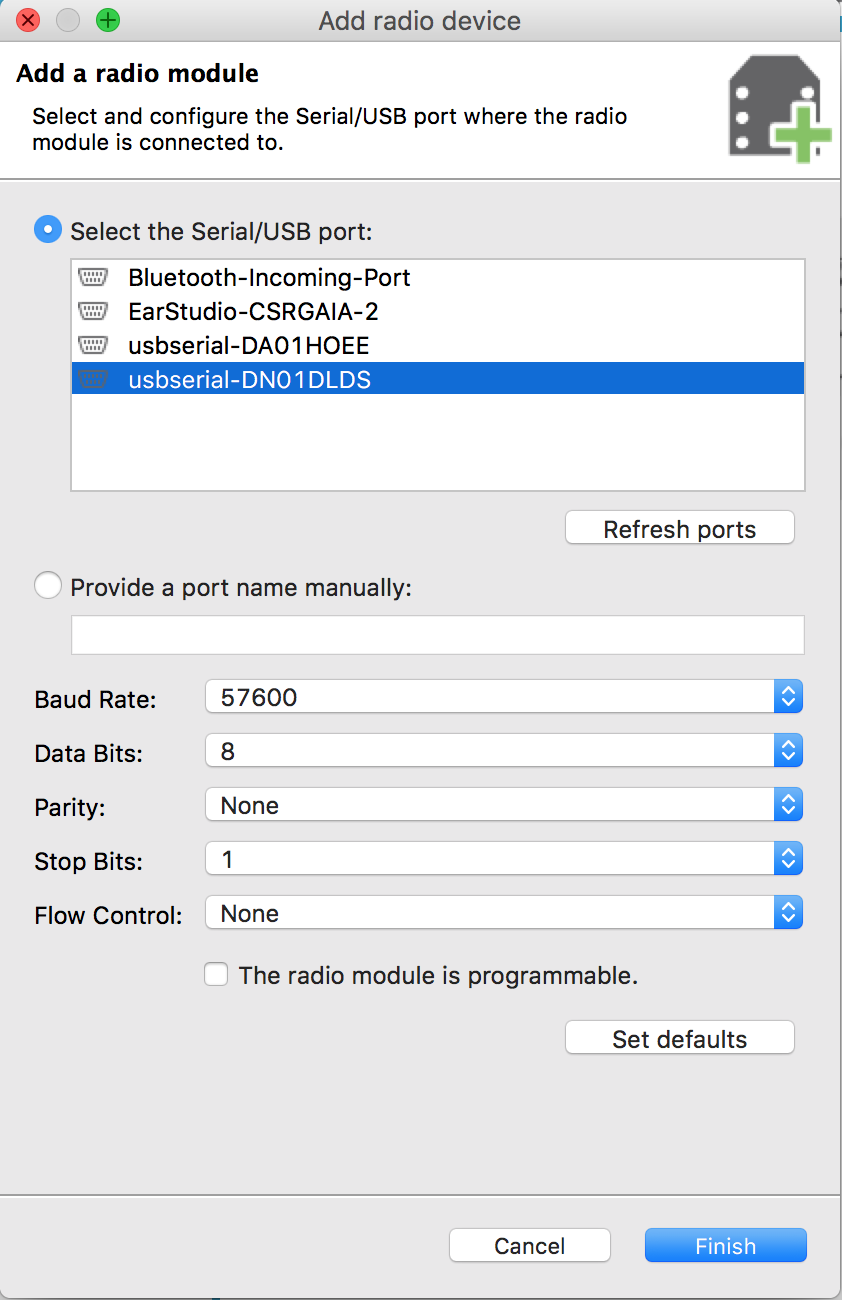 Add radio device
Add a radio module
Select and configure the Serial/USB port where the radio
module is connected to.
Select the Serial/USB port:
Bluetooth-Incoming-Port
EarStudio-CSRGAIA-2
usbserial-DA01HOEE
usbserial-DN01DLDS
Refresh ports
Provide a port name manually:
Baud Rate: 57600
Data Bits: 8
Parity: None
Stop Bits: 1
Flow Control: None
The radio module is programmable.
Set defaults
Cancel Finish